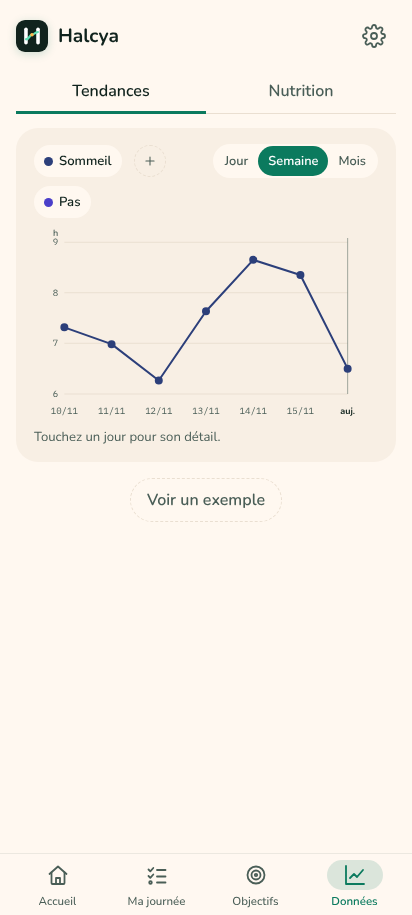 Halcya
Tendances
Nutrition
Sommeil
+
Jour
Semaine
Mois
Pas
h
9
8
7
6
10/11
11/11
12/11
13/11
14/11
15/11
auj.
Touchez un jour pour son détail.
Voir un exemple
Accueil
Ma journée
Objectifs
Données